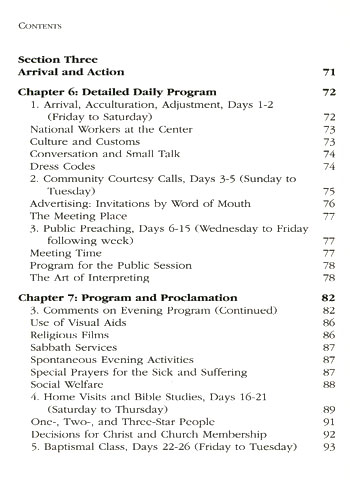 CONTENTS
Section Three
Arrival and Action 71
Chapter 6: Detailed Daily Program 72
1. Arrival, Acculturation, Adjustment, Days 1-2
(Friday to Saturday) 72
National Workers at the Center 73
Culture and Customs 73
Conversation and Small Talk 74
Dress Codes 74
2. Community Courtesy Calls, Days 3-5 (Sunday to
Tuesday) 75
Advertising: Invitations by Word of Mouth 76
The Meeting Place 77
3. Public Preaching, Days 6-15 (Wednesday to Friday
following week) 77
Meeting Time 77
Program for the Public Session 78
The Art of Interpreting 78
Chapter 7: Program and Proclamation 82
3. Comments on Evening Program (Continued) 82
Use of Visual Aids 86
Religious Films 86
Sabbath Services 87
Spontaneous Evening Activities 87
Special Prayers for the Sick and Suffering 87
Social Welfare 88
4. Home Visits and Bible Studies, Days 16-21
(Saturday to Thursday) 89
One-, Two-, and Three-Star People 91
Decisions for Christ and Church Membership 92
5. Baptismal Class, Days 22-26 (Friday to Tuesday) 93